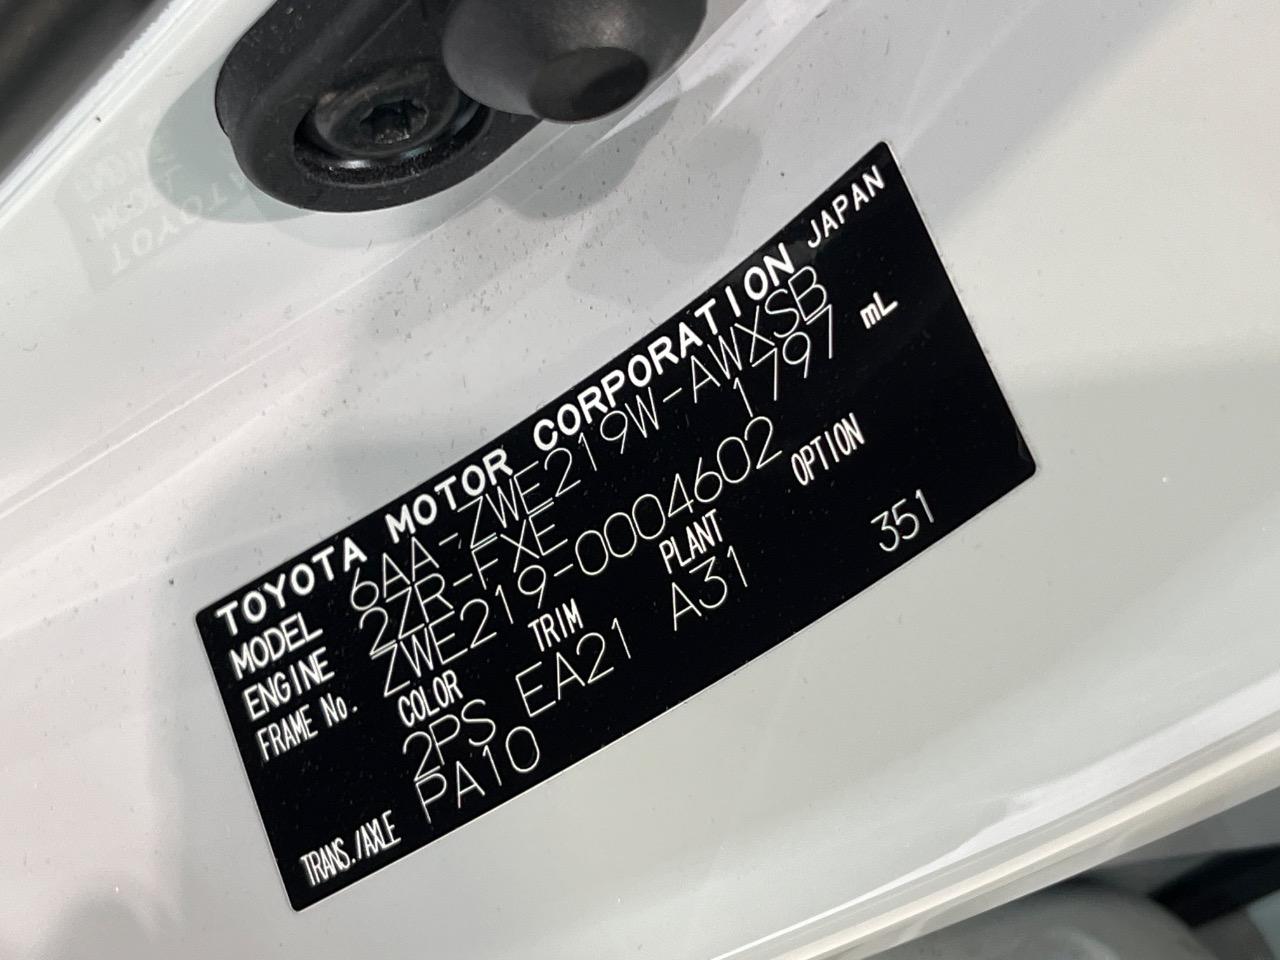 TOYOTA MOTOR CORPORATION JAPAN
MODEL 6AA-ZWE219W-AWXSB
ENGINE 2ZR-FXE 1797 mL
FRAME No. ZWE219-0004602
COLOR TRIM PLANT OPTION
2PS EA21 A31 351
TRANS./AXLE PA10